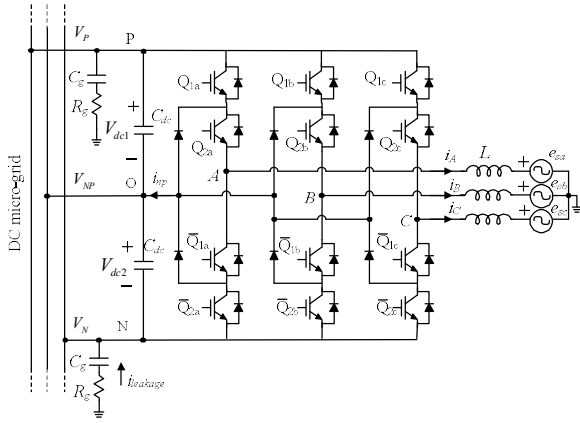 V_P
P
C_g
R_g
+
V_dc1
−
C_dc
Q_1a
Q_1b
Q_1c
Q_2a
Q_2b
Q_2c
DC micro-grid
V_NP
O
i_np
A
B
C
i_A
i_B
i_C
L
+
+
+
e_sa
e_sb
e_sc
+
V_dc2
−
C_dc
Q̅_1a
Q̅_1b
Q̅_1c
Q̅_2a
Q̅_2b
Q̅_2c
V_N
N
C_g
R_g
i_leakage